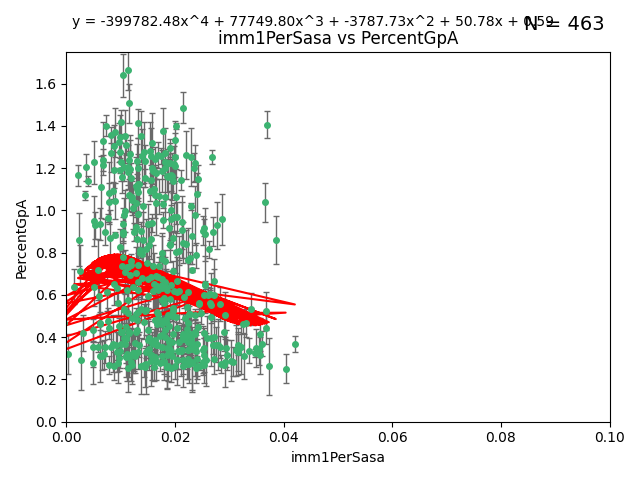 y = -399782.48x^4 + 77749.80x^3 + -3787.73x^2 + 50.78x + 0.59
N = 463
imm1PerSasa vs PercentGpA
PercentGpA
1.6
1.4
1.2
1.0
0.8
0.6
0.4
0.2
0.0
0.00 0.02 0.04 0.06 0.08 0.10
imm1PerSasa